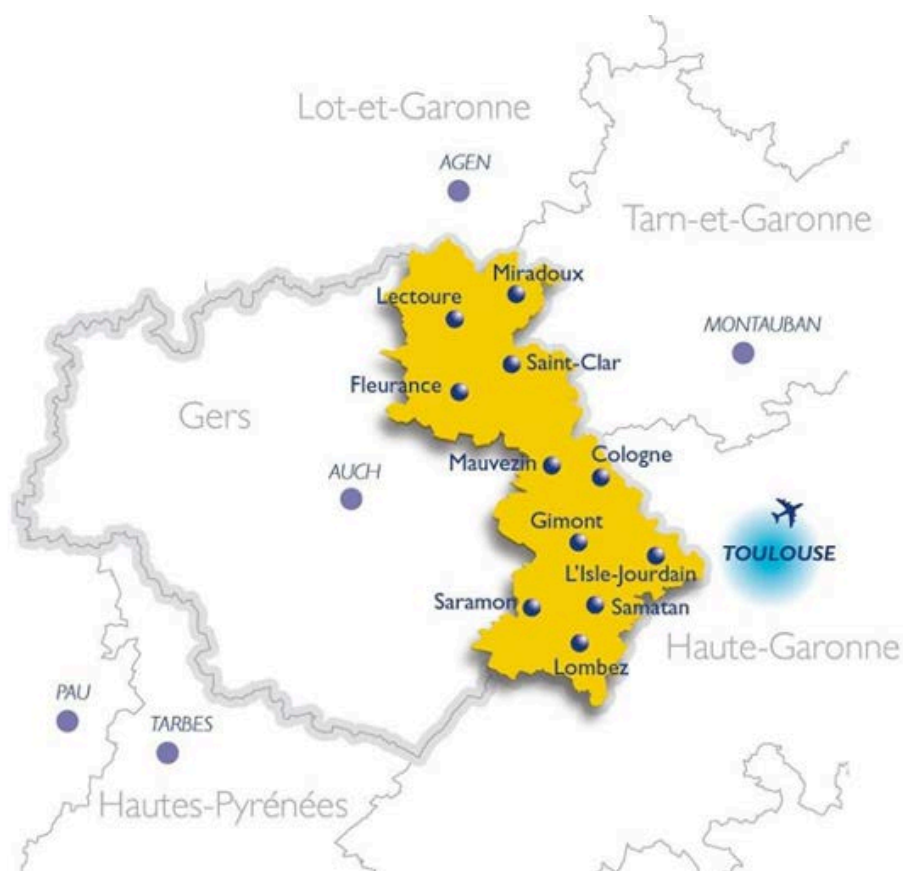 Lot-et-Garonne
AGEN
Tarn-et-Garonne
Miradoux
Lectoure
MONTAUBAN
Saint-Clar
Fleurance
Gers
Mauvezin
Cologne
AUCH
Gimont
TOULOUSE
L'Isle-Jourdain
Saramon
Samatan
Haute-Garonne
Lombez
PAU
TARBES
Hautes-Pyrénées